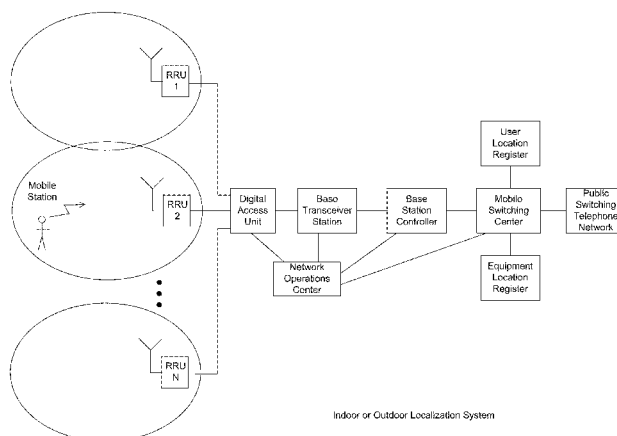 RRU
1
Mobile
Station
RRU
2
RRU
N
Digital
Access
Unit
Base
Transceiver
Station
Base
Station
Controller
Mobile
Switching
Center
User
Location
Register
Public
Switching
Telephone
Network
Network
Operations
Center
Equipment
Location
Register
Indoor or Outdoor Localization System